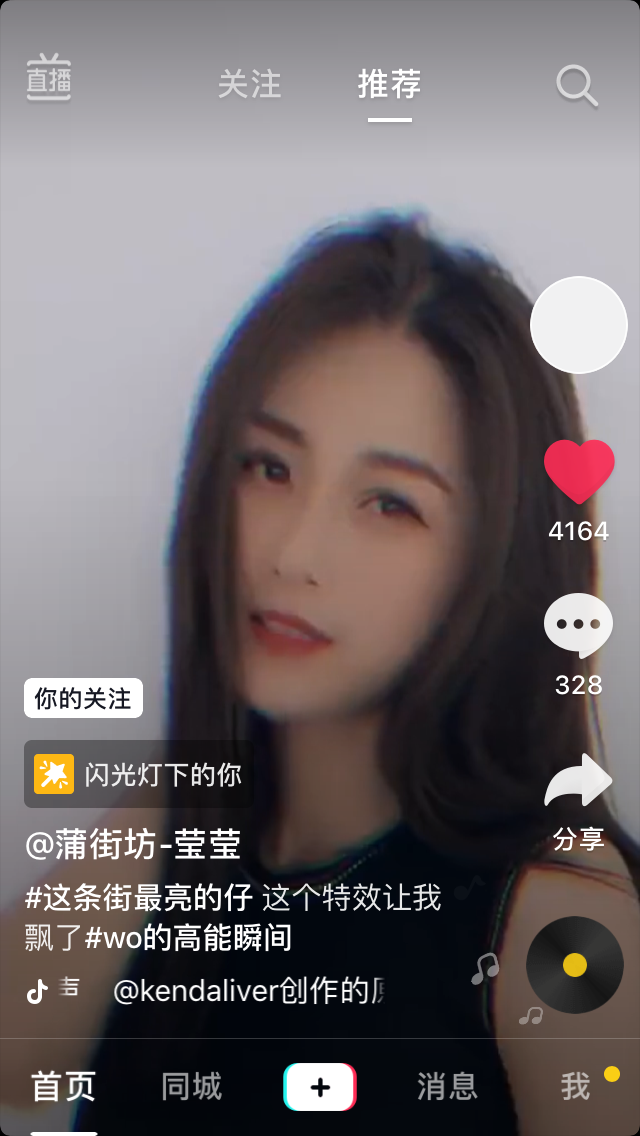 直播
关注
推荐
4164
328
你的关注
闪光灯下的你
分享
@蒲街坊-莹莹
#这条街最亮的仔 这个特效让我
飘了#wo的高能瞬间
@kendaliver创作的
首页
同城
消息
我